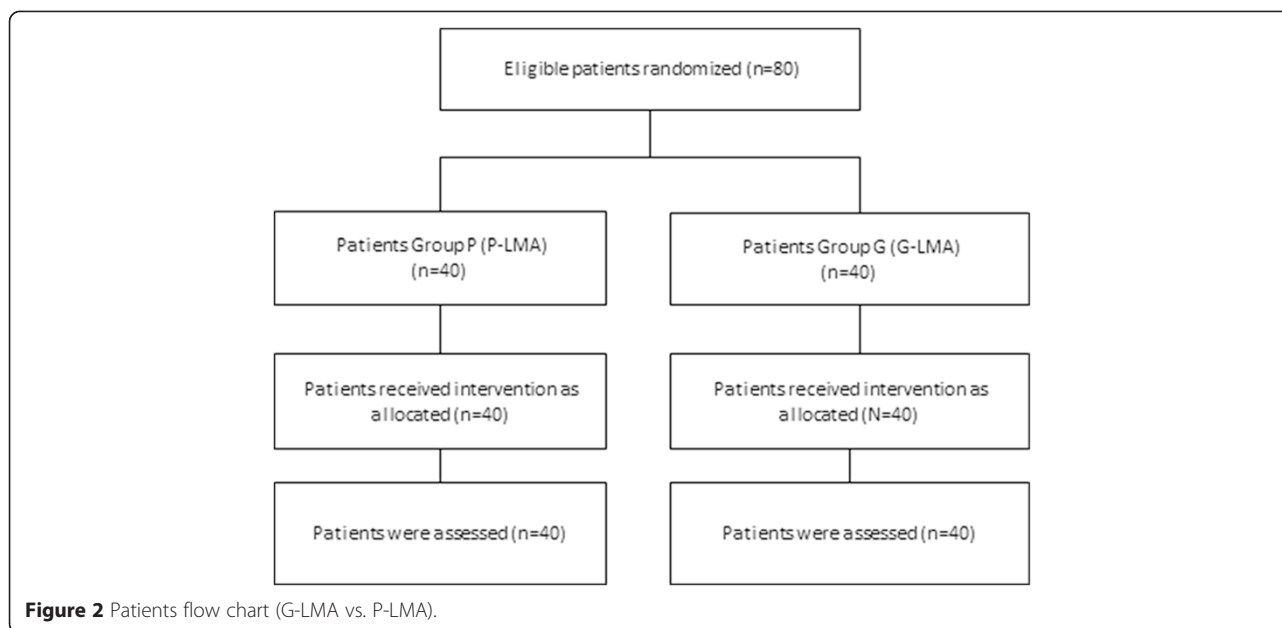 Eligible patients randomized (n=80)
Patients Group P (P-LMA)
(n=40)
Patients Group G (G-LMA)
(n=40)
Patients received intervention as
allocated (n=40)
Patients received intervention as
allocated (N=40)
Patients were assessed (n=40)
Patients were assessed (n=40)
Figure 2 Patients flow chart (G-LMA vs. P-LMA).